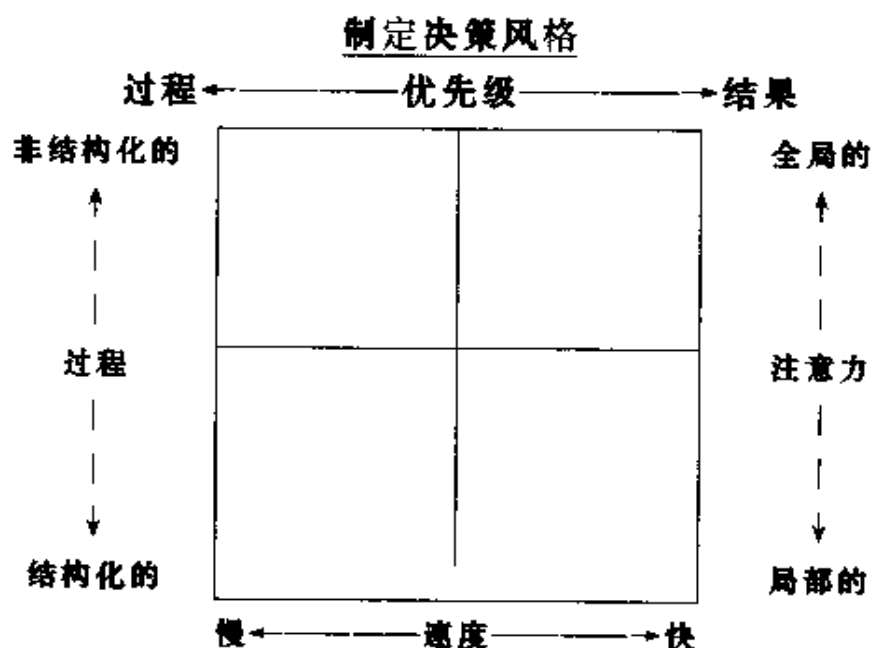 制定决策风格
过程 优先级 结果
非结构化的 全局的
过程 注意力
结构化的 局部的
慢 速度 快